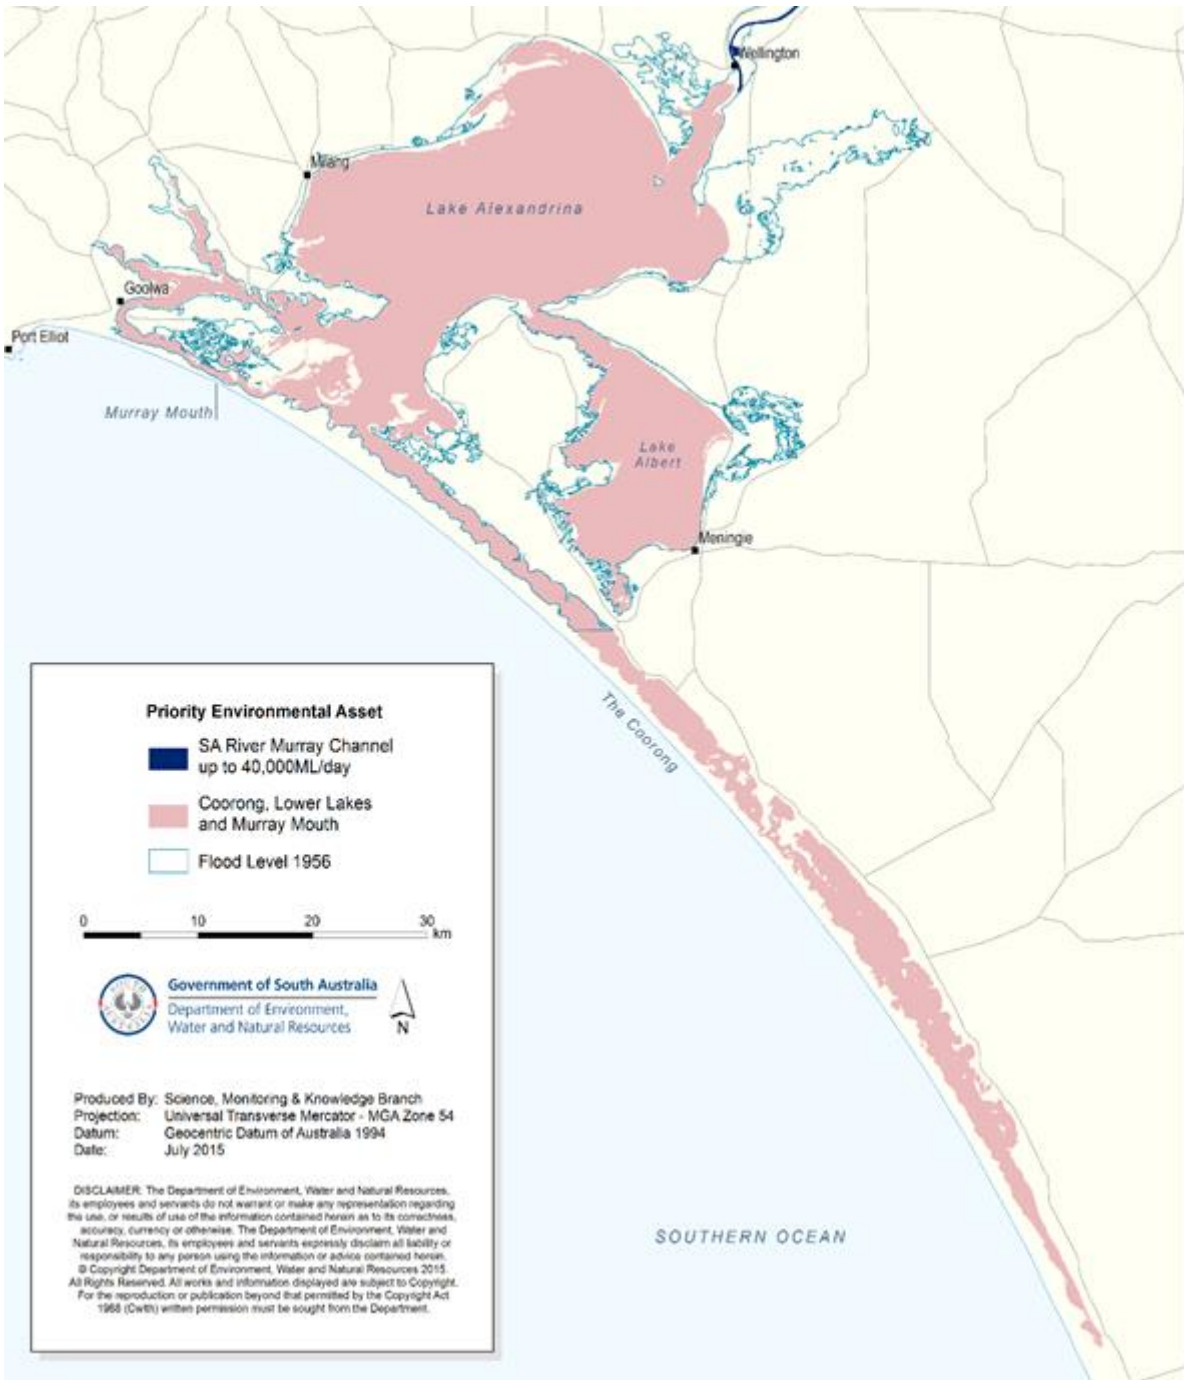 Wellington
Milang
Lake Alexandrina
Goolwa
Port Elliot
Murray Mouth
Lake
Albert
Meningie
The Coorong
SOUTHERN OCEAN
Priority Environmental Asset
SA River Murray Channel
up to 40,000ML/day
Coorong, Lower Lakes
and Murray Mouth
Flood Level 1956
0 10 20 30
km
SOUTH
AUSTRALIA
Government of South Australia
Department of Environment,
Water and Natural Resources
N
Produced By: Science, Monitoring & Knowledge Branch
Projection: Universal Transverse Mercator - MGA Zone 54
Datum: Geocentric Datum of Australia 1994
Date: July 2015
DISCLAIMER: The Department of Environment, Water and Natural Resources,
its employees and servants do not warrant or make any representation regarding
the use, or results of use of the information contained herein as to its correctness,
accuracy, currency or otherwise. The Department of Environment, Water and
Natural Resources, its employees and servants expressly disclaim all liability or
responsibility to any person using the information or advice contained herein.
© Copyright Department of Environment, Water and Natural Resources 2015.
All Rights Reserved. All works and information displayed are subject to Copyright.
For the reproduction or publication beyond that permitted by the Copyright Act
1968 (Cwlth) written permission must be sought from the Department.